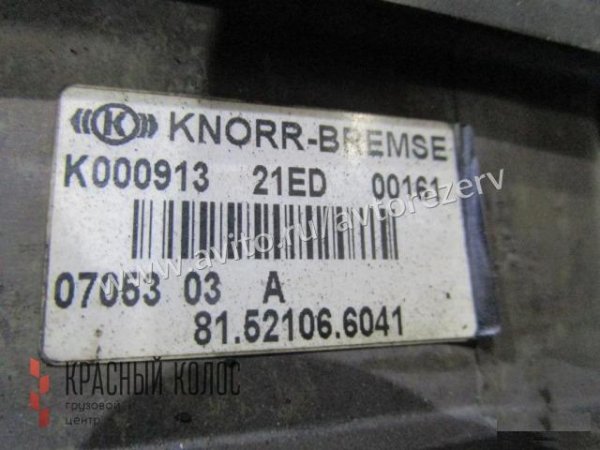 K KNORR-BREMSE
K000913 21ED 00161
07053 03 A
81.52106.6041
www.avito.ru/avtorezerv
КРАСНЫЙ КОЛОС
грузовой
центр